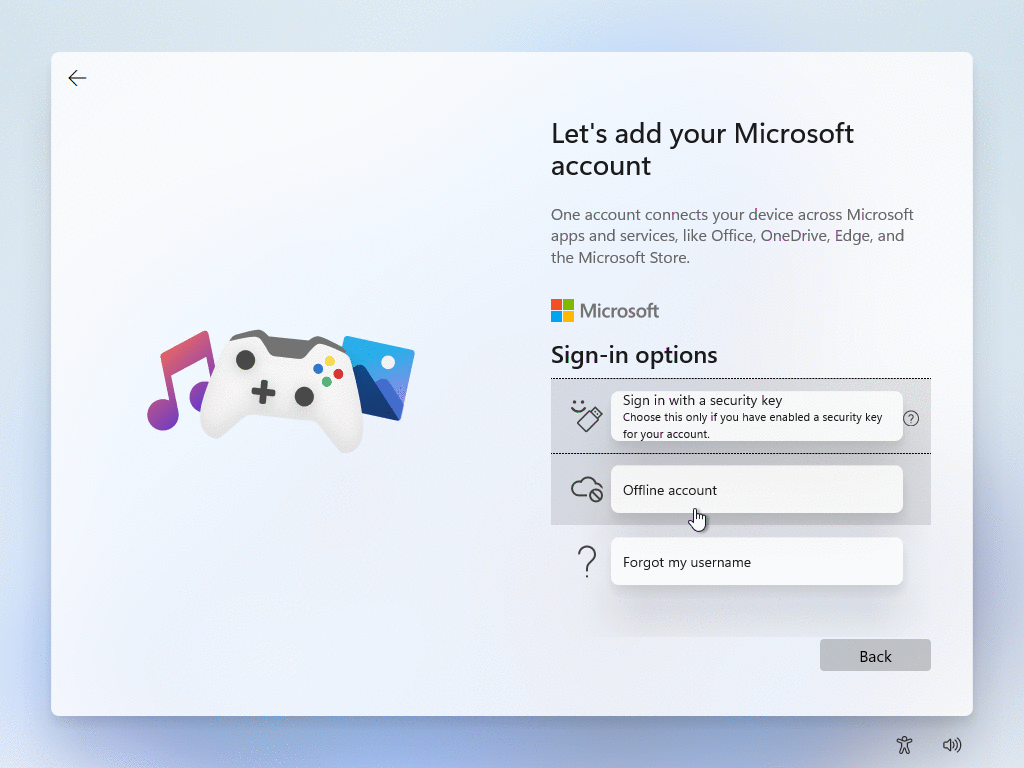 Let's add your Microsoft
account
One account connects your device across Microsoft
apps and services, like Office, OneDrive, Edge, and
the Microsoft Store.
Microsoft
Sign-in options
Sign in with a security key
Choose this only if you have enabled a security key
for your account.
Offline account
Forgot my username
Back